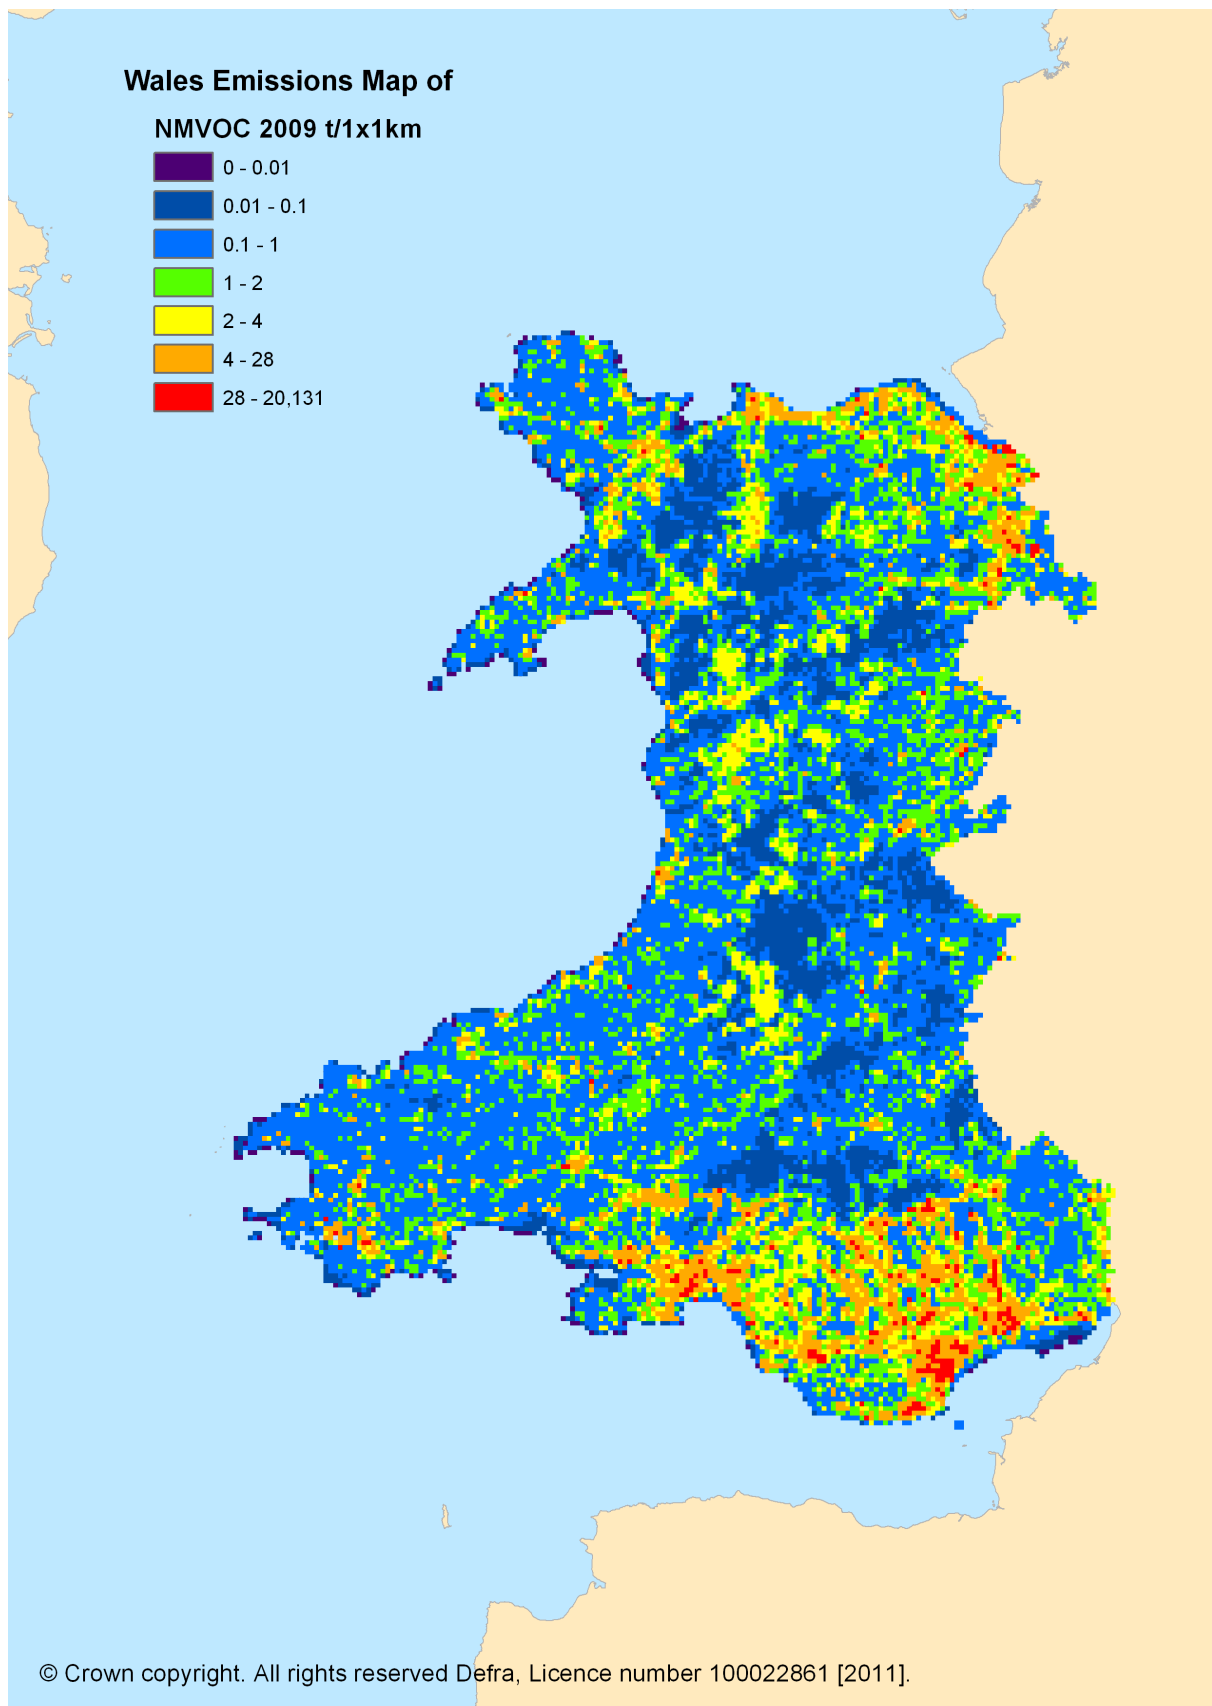 Wales Emissions Map of
NMVOC 2009 t/1x1km
0 - 0.01
0.01 - 0.1
0.1 - 1
1 - 2
2 - 4
4 - 28
28 - 20,131
© Crown copyright. All rights reserved Defra, Licence number 100022861 [2011].